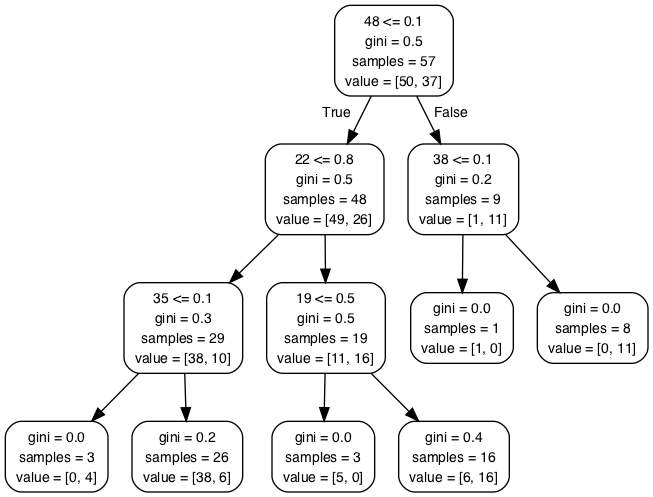 48 <= 0.1
gini = 0.5
samples = 57
value = [50, 37]
True
False
22 <= 0.8
gini = 0.5
samples = 48
value = [49, 26]
38 <= 0.1
gini = 0.2
samples = 9
value = [1, 11]
35 <= 0.1
gini = 0.3
samples = 29
value = [38, 10]
19 <= 0.5
gini = 0.5
samples = 19
value = [11, 16]
gini = 0.0
samples = 1
value = [1, 0]
gini = 0.0
samples = 8
value = [0, 11]
gini = 0.0
samples = 3
value = [0, 4]
gini = 0.2
samples = 26
value = [38, 6]
gini = 0.0
samples = 3
value = [5, 0]
gini = 0.4
samples = 16
value = [6, 16]